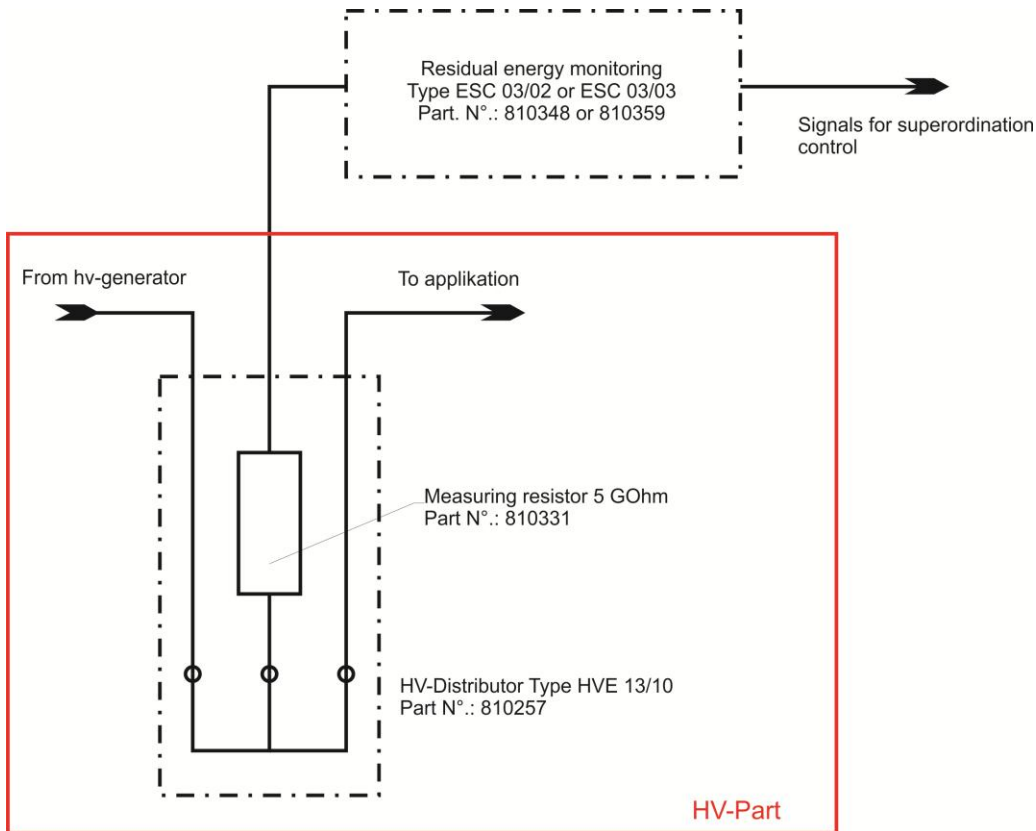 Residual energy monitoring
Type ESC 03/02 or ESC 03/03
Part. N°.: 810348 or 810359
Signals for superordination
control
From hv-generator
To applikation
Measuring resistor 5 GOhm
Part N°.: 810331
HV-Distributor Type HVE 13/10
Part N°.: 810257
HV-Part